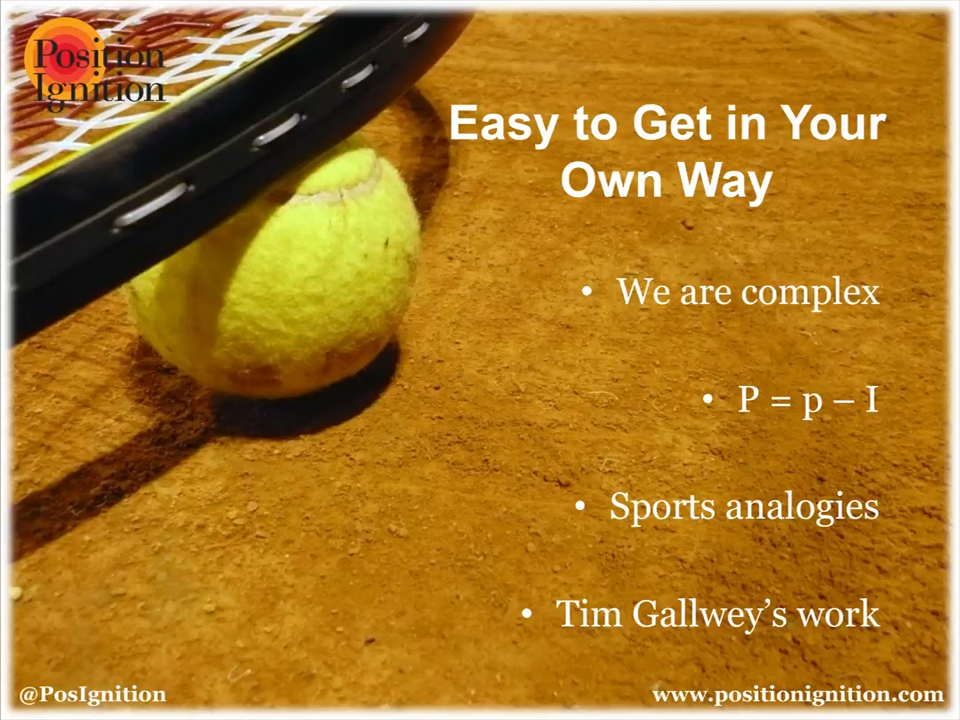 Position
Ignition
Easy to Get in Your
Own Way
• We are complex
• P = p – I
• Sports analogies
• Tim Gallwey’s work
@PosIgnition
www.positionignition.com